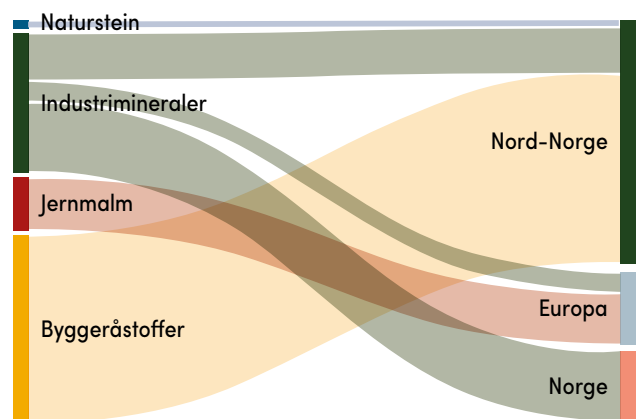 Naturstein
Industrimineraler
Jernmalm
Byggeråstoffer
Nord-Norge
Europa
Norge